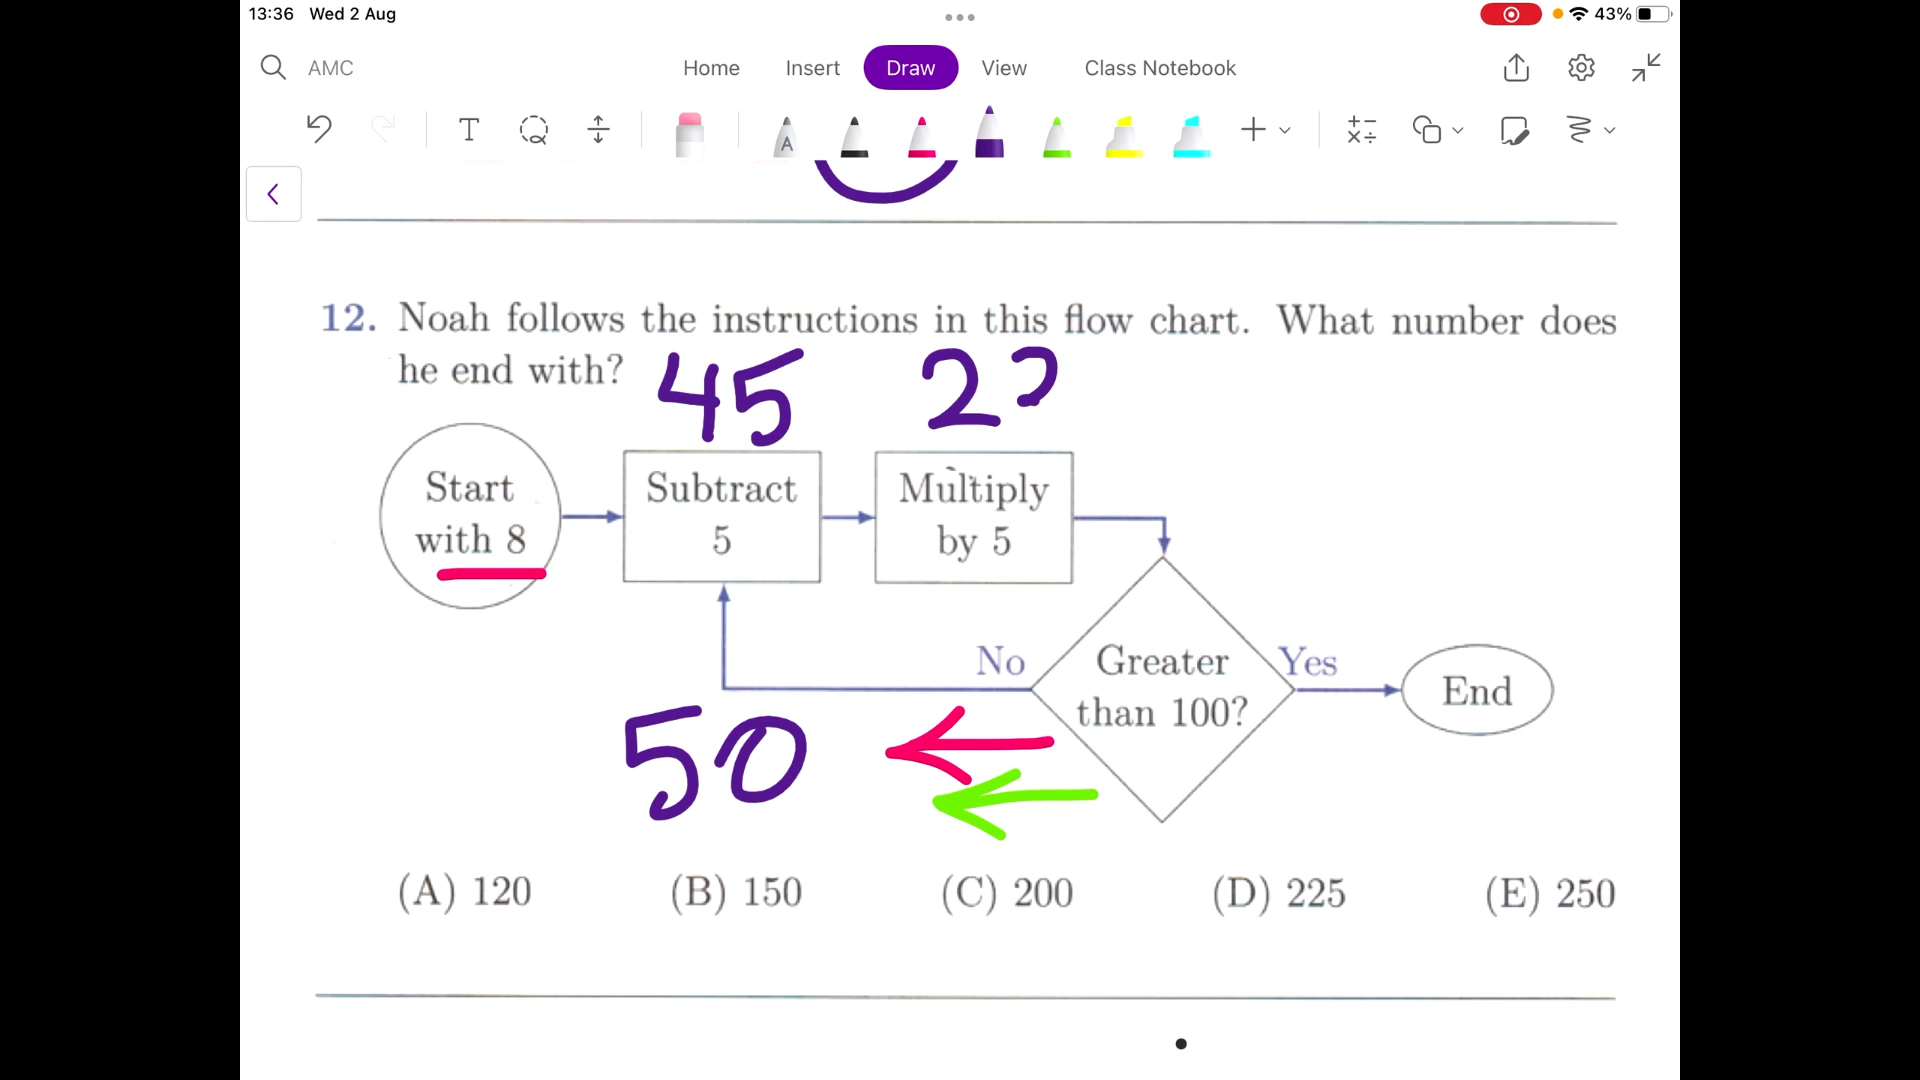 13:36 Wed 2 Aug
43%
AMC
Home Insert Draw View Class Notebook
T A
12. Noah follows the instructions in this flow chart. What number does
he end with?
45 22
Start
with 8
Subtract
5
Multiply
by 5
No
Greater
than 100?
Yes
End
50
(A) 120 (B) 150 (C) 200 (D) 225 (E) 250